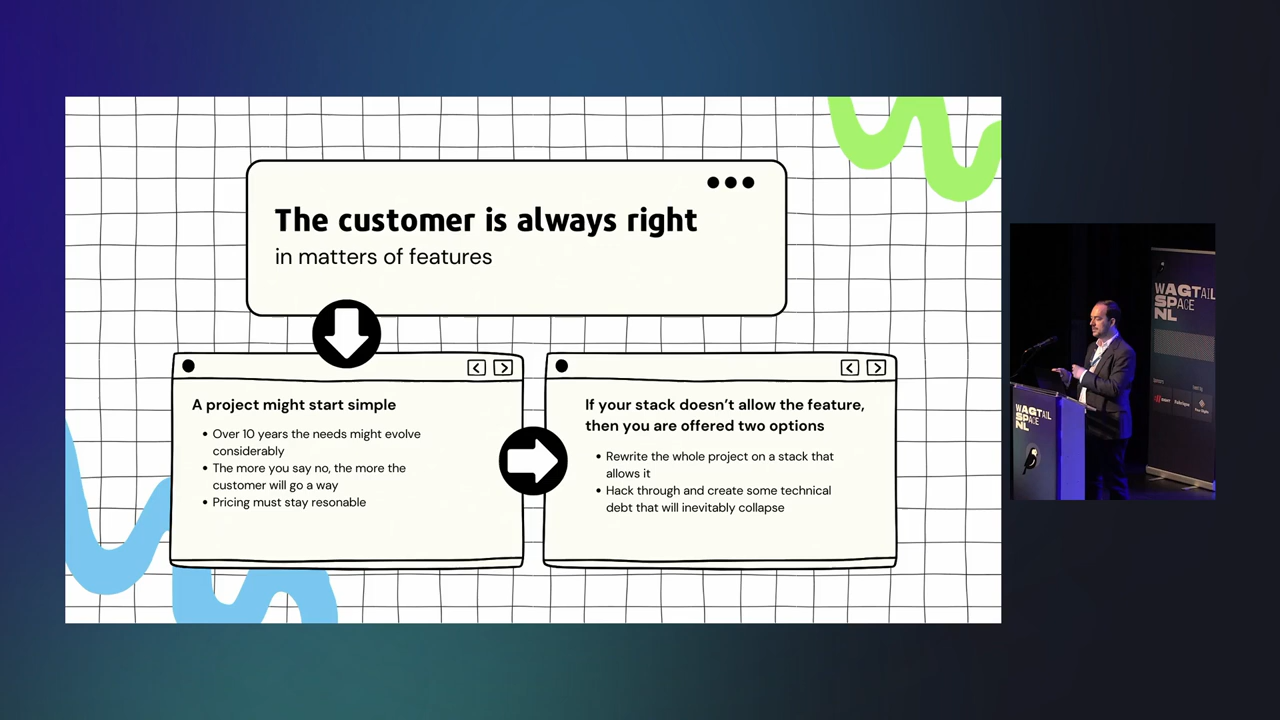 The customer is always right
in matters of features
A project might start simple
Over 10 years the needs might evolve
considerably
The more you say no, the more the
customer will go a way
Pricing must stay resonable
If your stack doesn't allow the feature,
then you are offered two options
Rewrite the whole project on a stack that
allows it
Hack through and create some technical
debt that will inevitably collapse
WAGTAIL
SPACE
NL
WAGTAIL
SPACE
NL